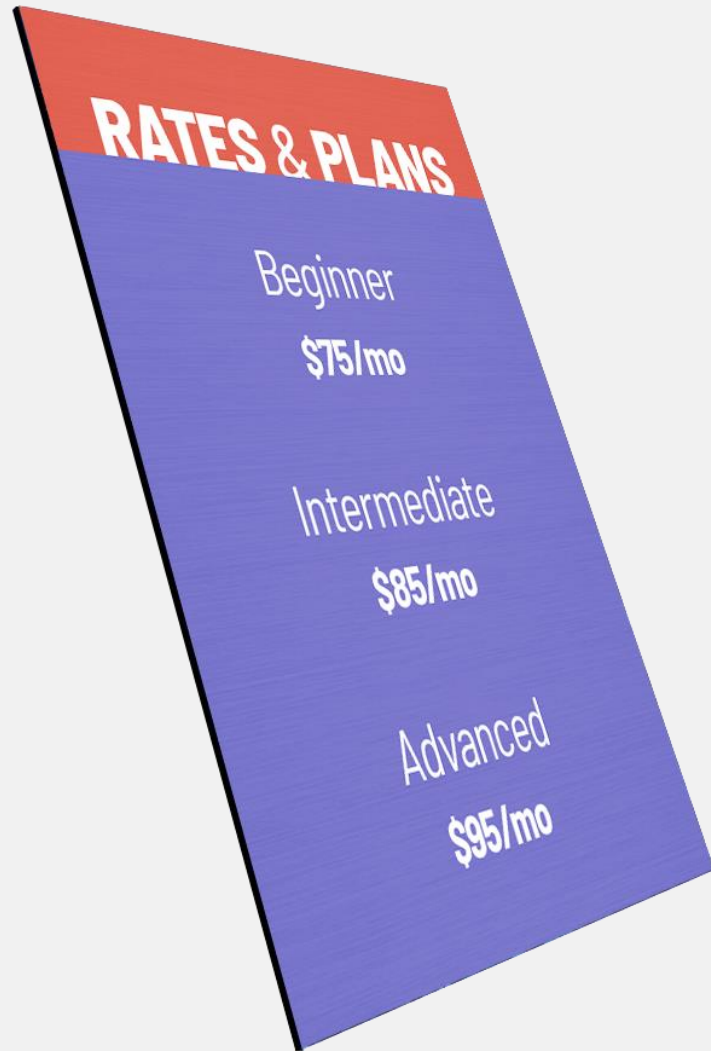 RATES & PLANS
Beginner
$75/mo
Intermediate
$85/mo
Advanced
$95/mo